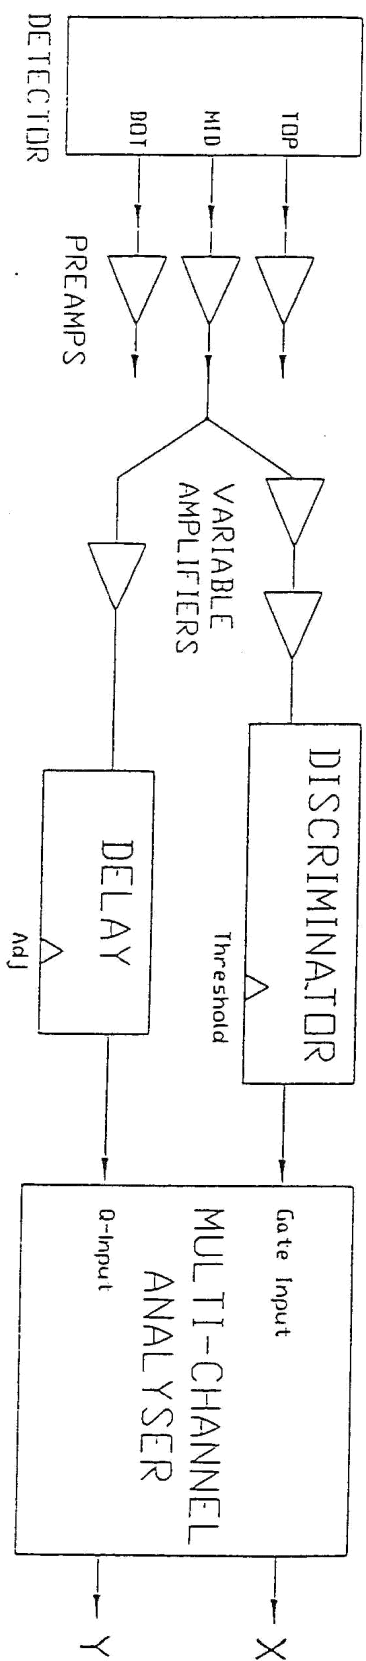 DETECTOR
TOP
MID
BOT
PREAMPS
VARIABLE
AMPLIFIERS
DISCRIMINATOR
Threshold
DELAY
Adj
Gate Input
MULTI-CHANNEL
ANALYSER
Q-Input
X
Y